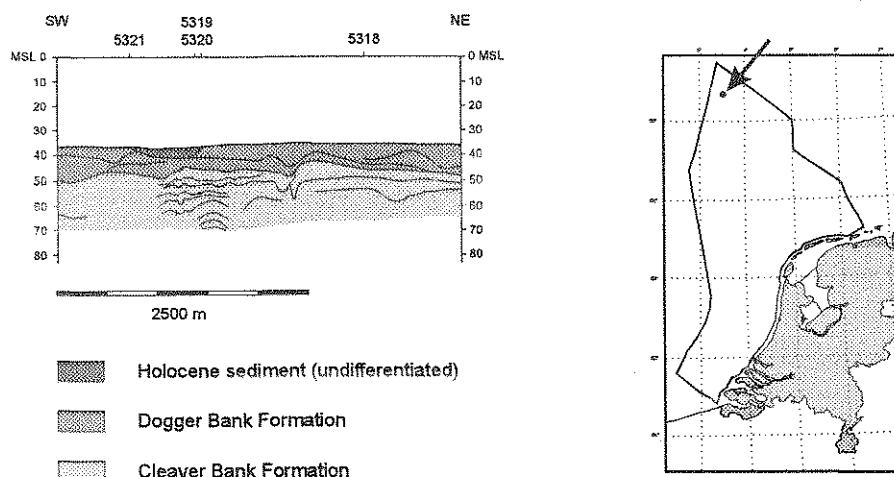 SW 5319 NE
5321 5320 5318
MSL 0 0 MSL
10 10
20 20
30 30
40 40
50 50
60 60
70 70
80 80
2500 m
Holocene sediment (undifferentiated)
Dogger Bank Formation
Cleaver Bank Formation